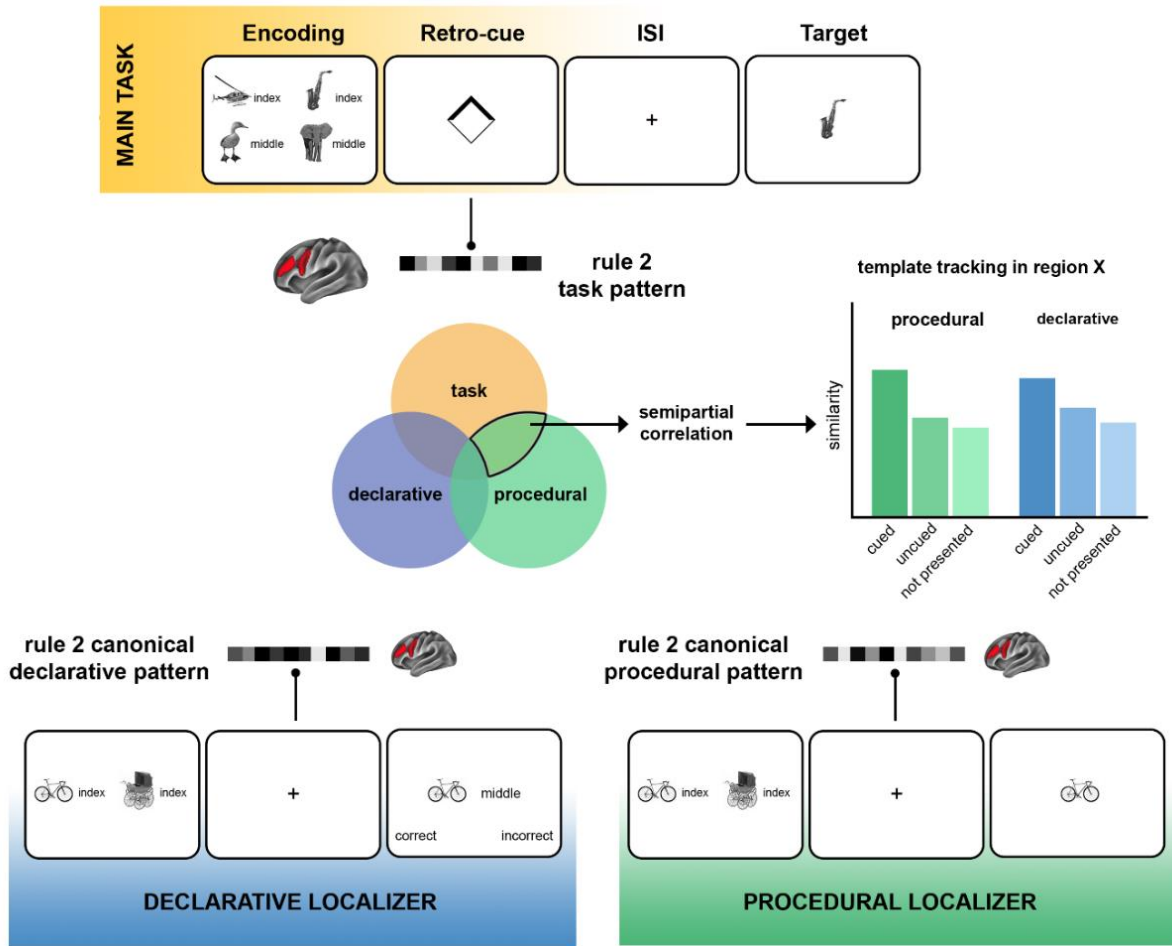 MAIN TASK
Encoding
Retro-cue
ISI
Target
index
index
middle
middle
+
rule 2
task pattern
template tracking in region X
procedural
declarative
similarity
cued
uncued
not presented
cued
uncued
not presented
task
declarative
procedural
semipartial
correlation
rule 2 canonical
declarative pattern
index
index
+
middle
correct
incorrect
DECLARATIVE LOCALIZER
rule 2 canonical
procedural pattern
index
index
+
PROCEDURAL LOCALIZER